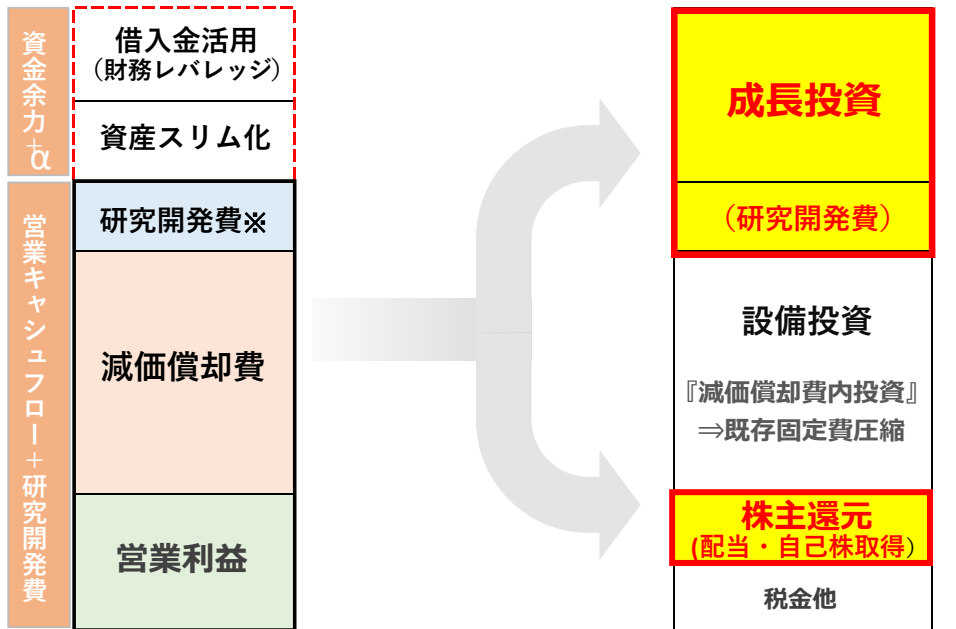 資金余力+α
借入金活用
（財務レバレッジ）
資産スリム化
営業キャシュフロー+研究開発費
研究開発費※
減価償却費
営業利益
成長投資
（研究開発費）
設備投資
『減価償却費内投資』
⇒既存固定費圧縮
株主還元
(配当・自己株取得）
税金他